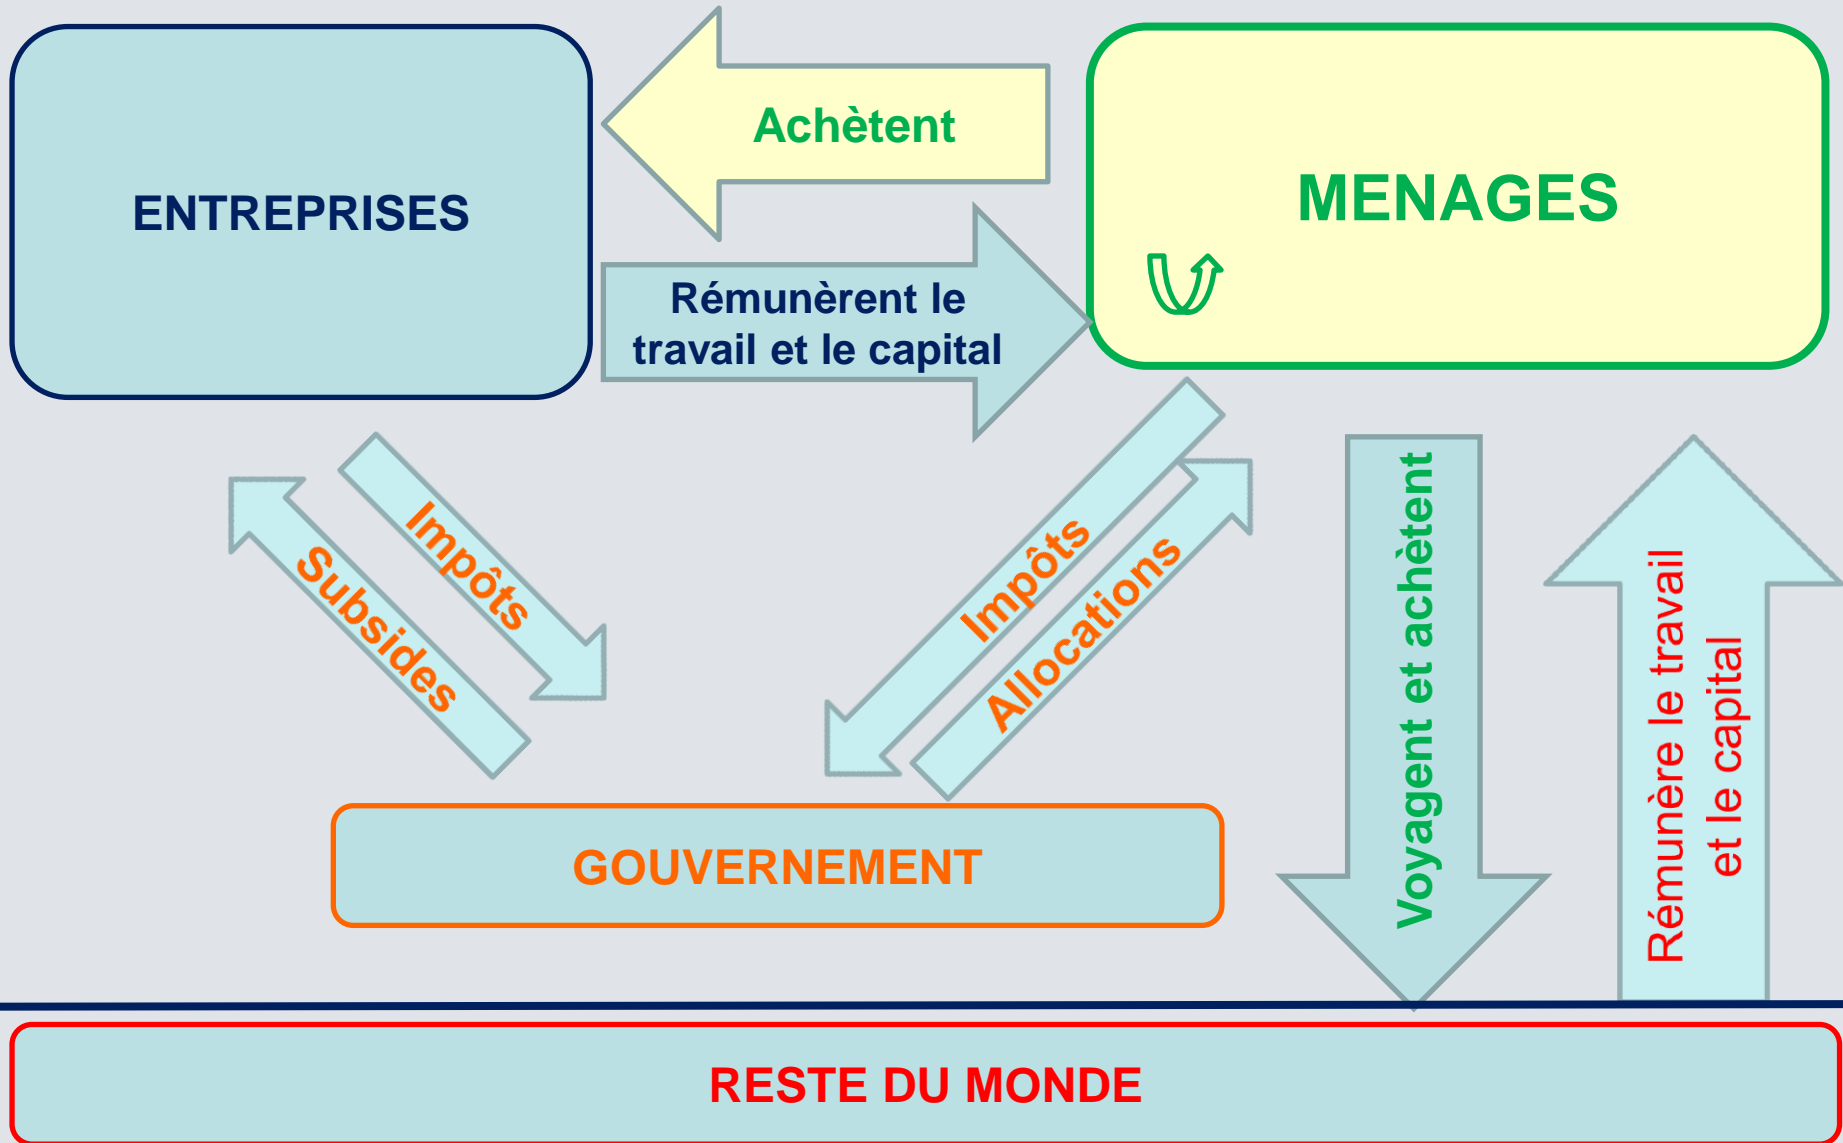 ENTREPRISES
Achètent
MENAGES
Rémunèrent le
travail et le capital
Impôts
Subsides
Impôts
Allocations
Voyagent et achètent
Rémunère le travail
et le capital
GOUVERNEMENT
RESTE DU MONDE